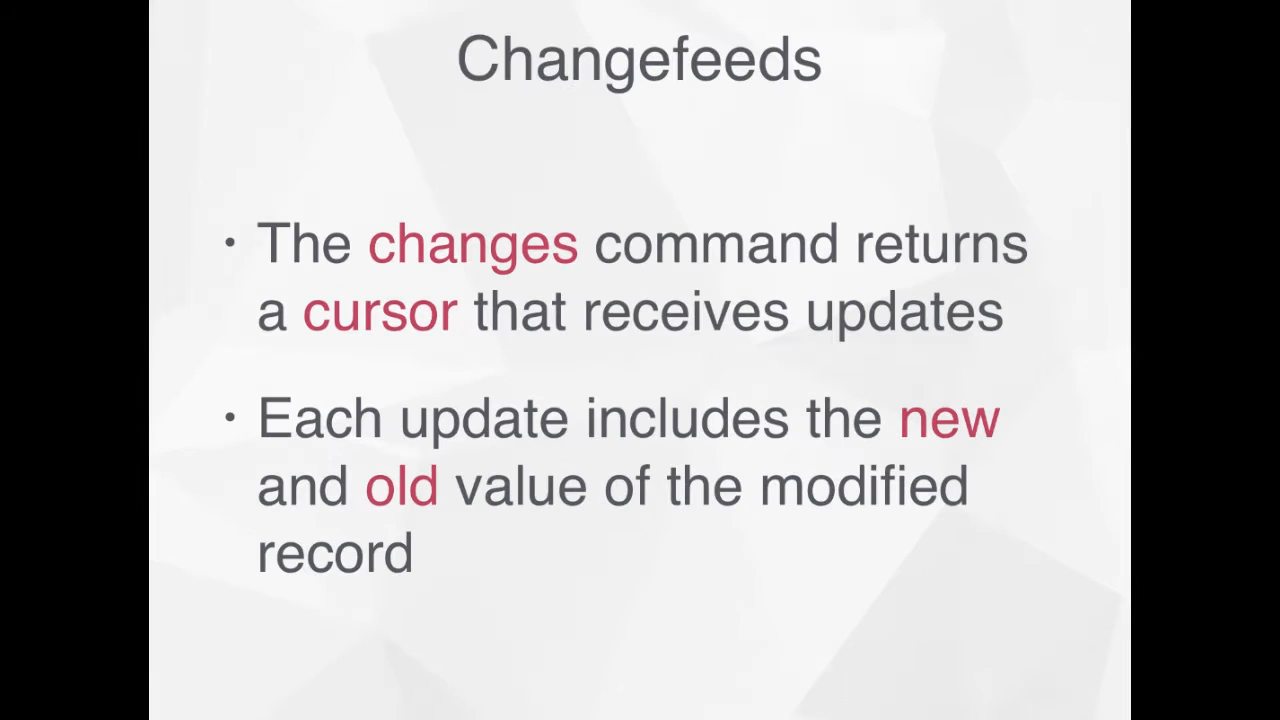 Changefeeds
• The changes command returns
a cursor that receives updates
• Each update includes the new
and old value of the modified
record